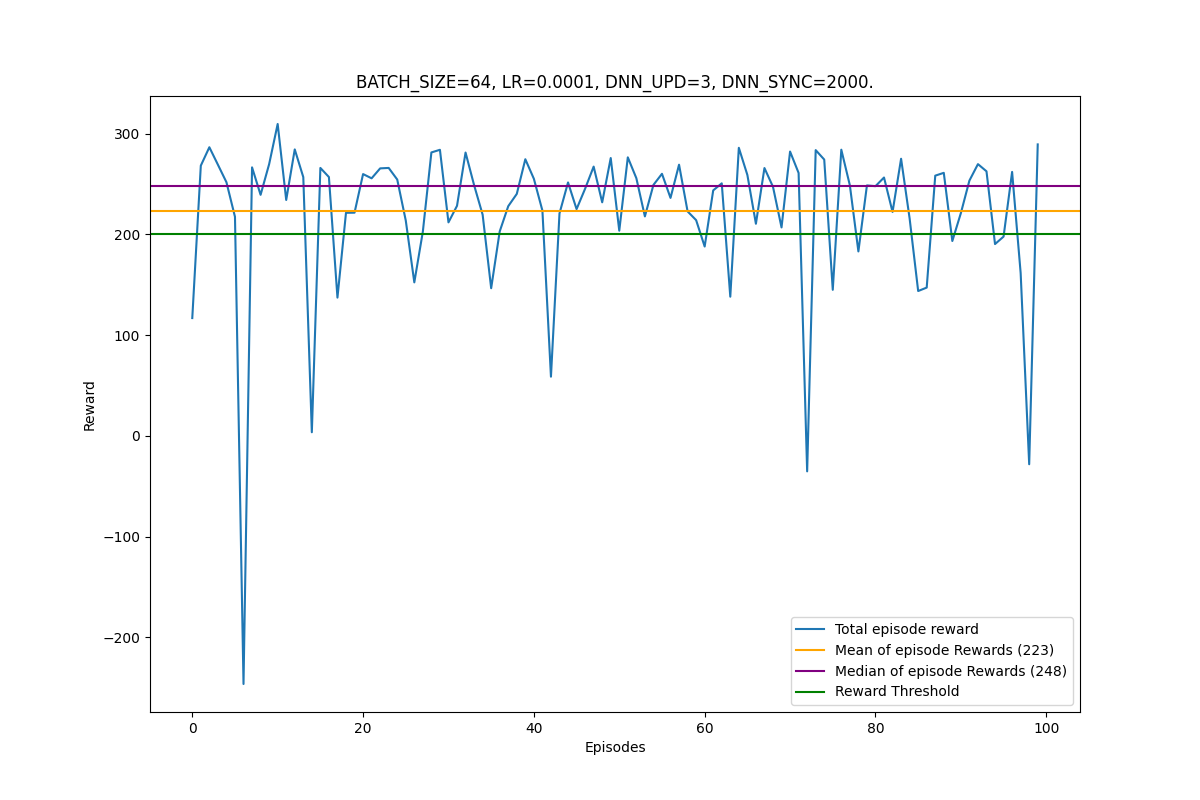 BATCH_SIZE=64, LR=0.0001, DNN_UPD=3, DNN_SYNC=2000.
300
200
100
0
−100
−200
Reward
Total episode reward
Mean of episode Rewards (223)
Median of episode Rewards (248)
Reward Threshold
0 20 40 60 80 100
Episodes